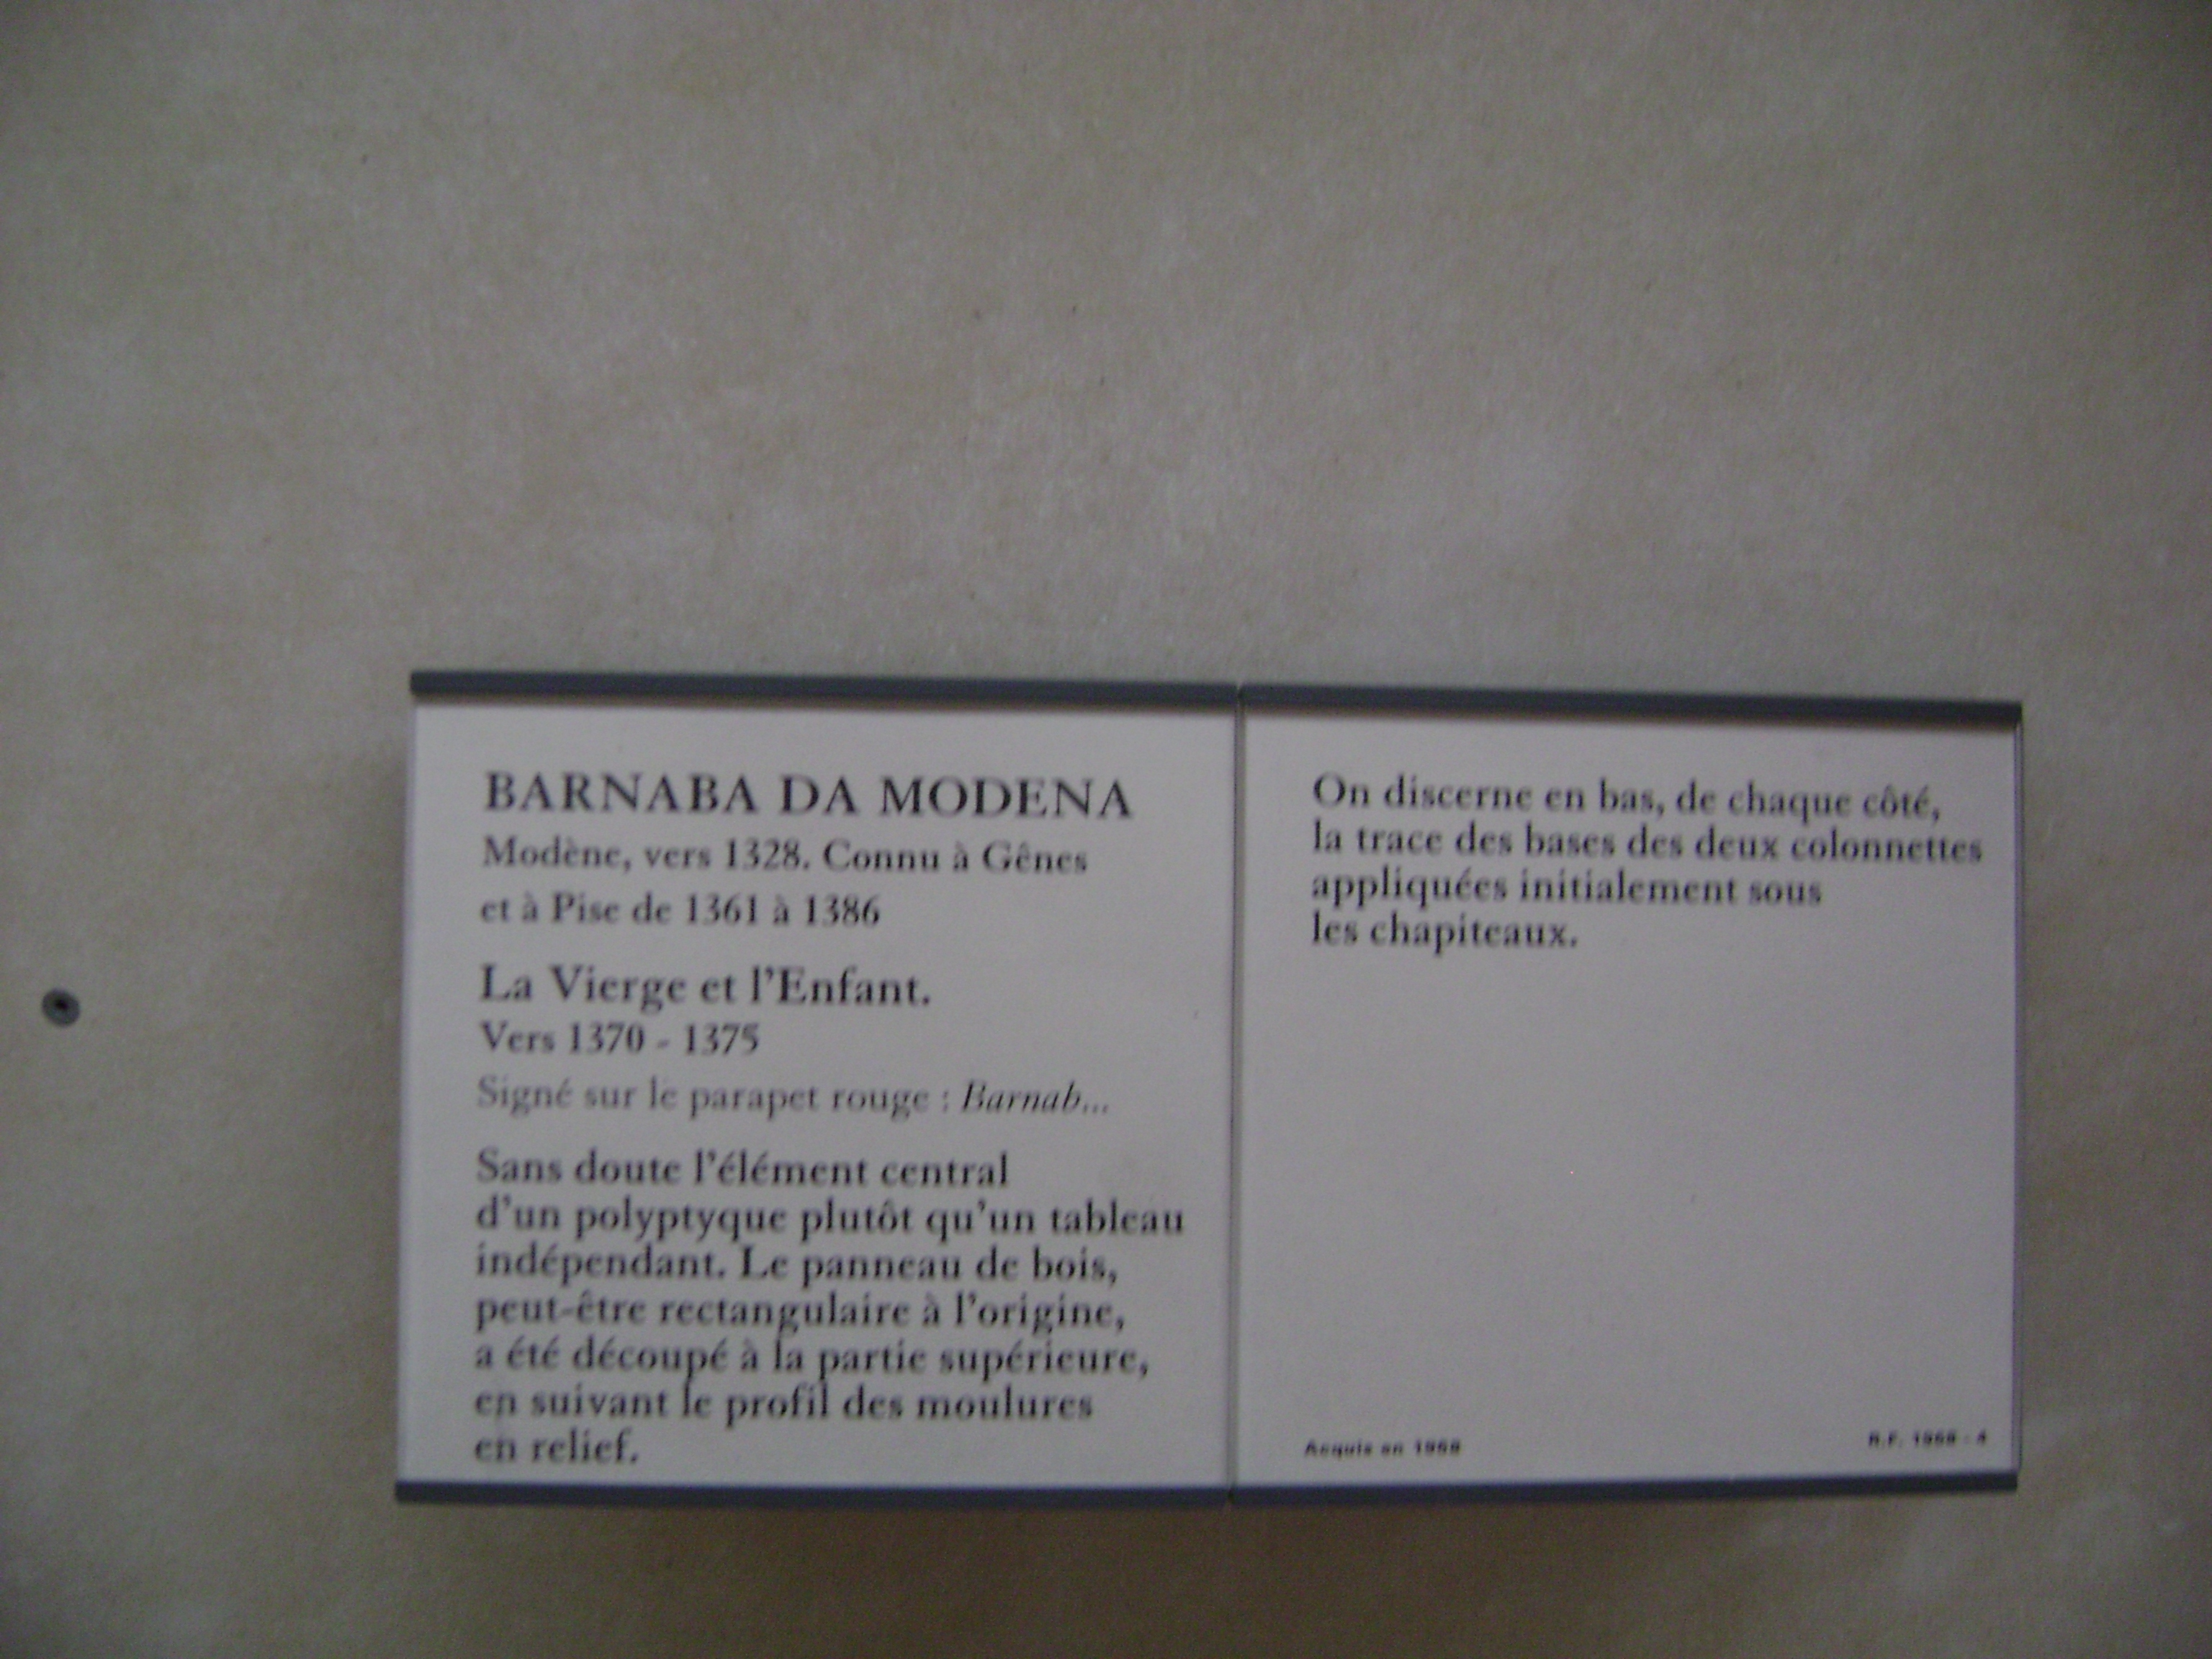 BARNABA DA MODENA
Modène, vers 1328. Connu à Gênes
et à Pise de 1361 à 1386
La Vierge et l'Enfant.
Vers 1370 - 1375
Signé sur le parapet rouge : Barnab...
Sans doute l'élément central
d'un polyptyque plutôt qu'un tableau
indépendant. Le panneau de bois,
peut-être rectangulaire à l'origine,
a été découpé à la partie supérieure,
en suivant le profil des moulures
en relief.
On discerne en bas, de chaque côté,
la trace des bases des deux colonnettes
appliquées initialement sous
les chapiteaux.
Acquis en
R.F.